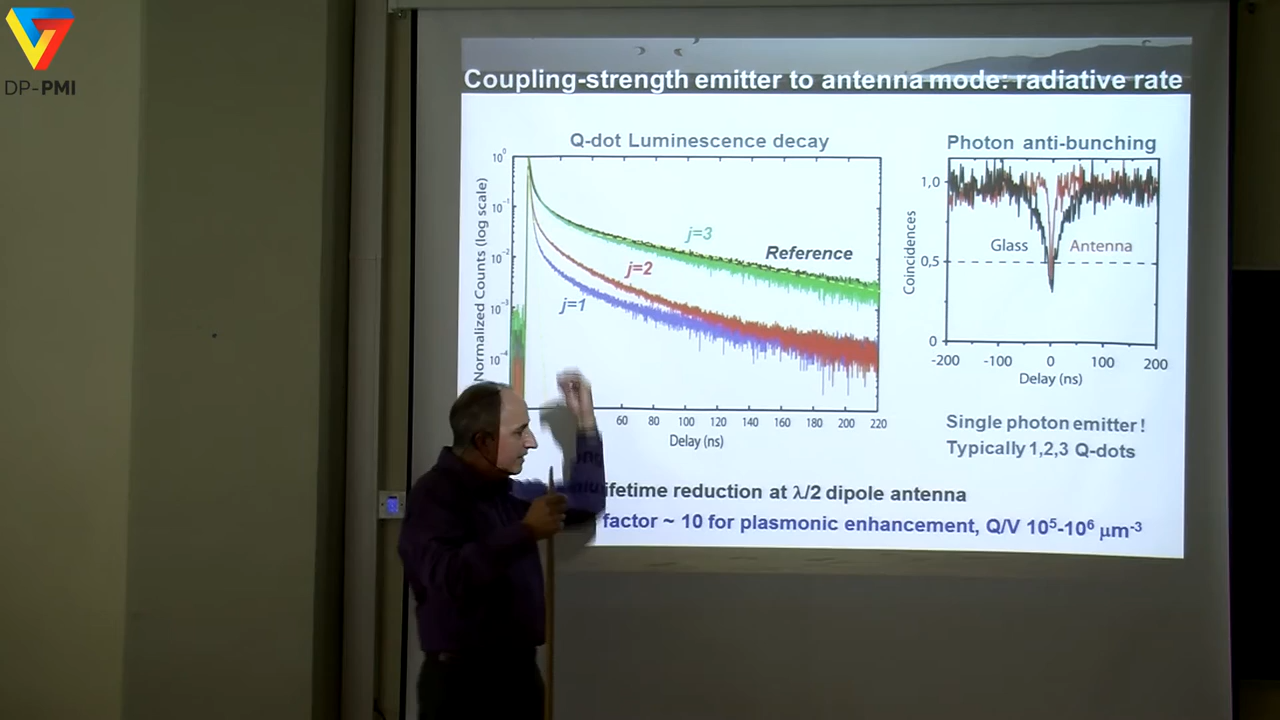 DP-PMI
Coupling-strength emitter to antenna mode: radiative rate
Q-dot Luminescence decay
Normalized Counts (log scale)
10⁰
10⁻¹
10⁻²
10⁻³
10⁻⁴
j=3
Reference
j=2
j=1
60 80 100 120 140 160 180 200 220
Delay (ns)
Photon anti-bunching
Coincidences
1,0
0,5
0
Glass
Antenna
-200 -100 0 100 200
Delay (ns)
Single photon emitter!
Typically 1,2,3 Q-dots
ifetime reduction at λ/2 dipole antenna
factor ~ 10 for plasmonic enhancement, Q/V 10⁵-10⁶ μm⁻³